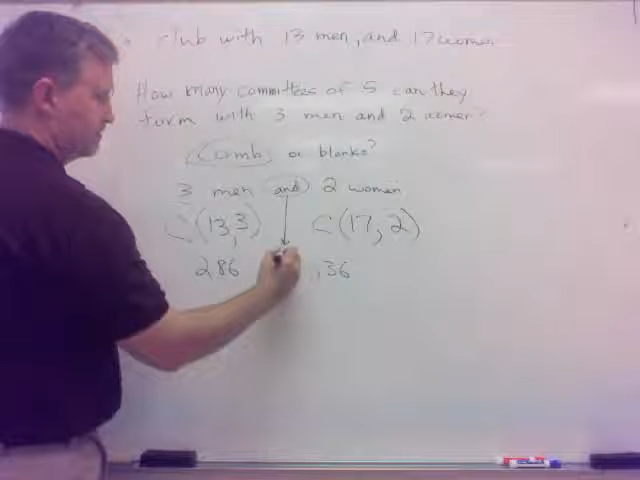 club with 13 men, and 17 women
How many committees of 5 can they
form with 3 men and 2 women?
Comb or blanks?
3 men and 2 women
C(13,3) C(17,2)
286 136